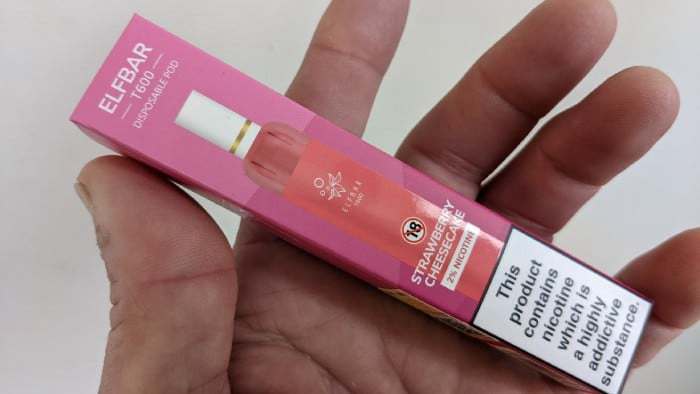 ELFBAR
T600
DISPOSABLE POD
ELFBAR
T600
18
STRAWBERRY
CHEESECAKE
2% NICOTINE
This
product
contains
nicotine
which is
a highly
addictive
substance.